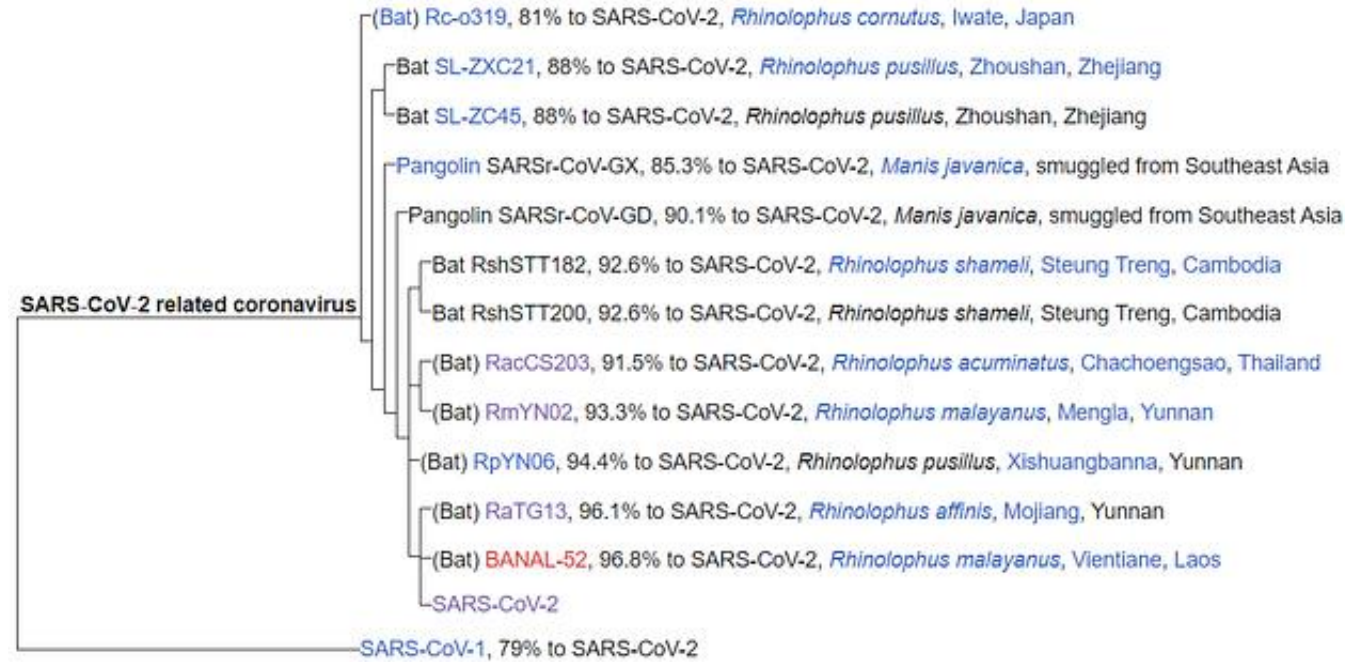 (Bat) Rc-o319, 81% to SARS-CoV-2, Rhinolophus cornutus, Iwate, Japan
Bat SL-ZXC21, 88% to SARS-CoV-2, Rhinolophus pusillus, Zhoushan, Zhejiang
Bat SL-ZC45, 88% to SARS-CoV-2, Rhinolophus pusillus, Zhoushan, Zhejiang
Pangolin SARSr-CoV-GX, 85.3% to SARS-CoV-2, Manis javanica, smuggled from Southeast Asia
Pangolin SARSr-CoV-GD, 90.1% to SARS-CoV-2, Manis javanica, smuggled from Southeast Asia
Bat RshSTT182, 92.6% to SARS-CoV-2, Rhinolophus shameli, Steung Treng, Cambodia
SARS-CoV-2 related coronavirus
Bat RshSTT200, 92.6% to SARS-CoV-2, Rhinolophus shameli, Steung Treng, Cambodia
(Bat) RacCS203, 91.5% to SARS-CoV-2, Rhinolophus acuminatus, Chachoengsao, Thailand
(Bat) RmYN02, 93.3% to SARS-CoV-2, Rhinolophus malayanus, Mengla, Yunnan
(Bat) RpYN06, 94.4% to SARS-CoV-2, Rhinolophus pusillus, Xishuangbanna, Yunnan
(Bat) RaTG13, 96.1% to SARS-CoV-2, Rhinolophus affinis, Mojiang, Yunnan
(Bat) BANAL-52, 96.8% to SARS-CoV-2, Rhinolophus malayanus, Vientiane, Laos
SARS-CoV-2
SARS-CoV-1, 79% to SARS-CoV-2